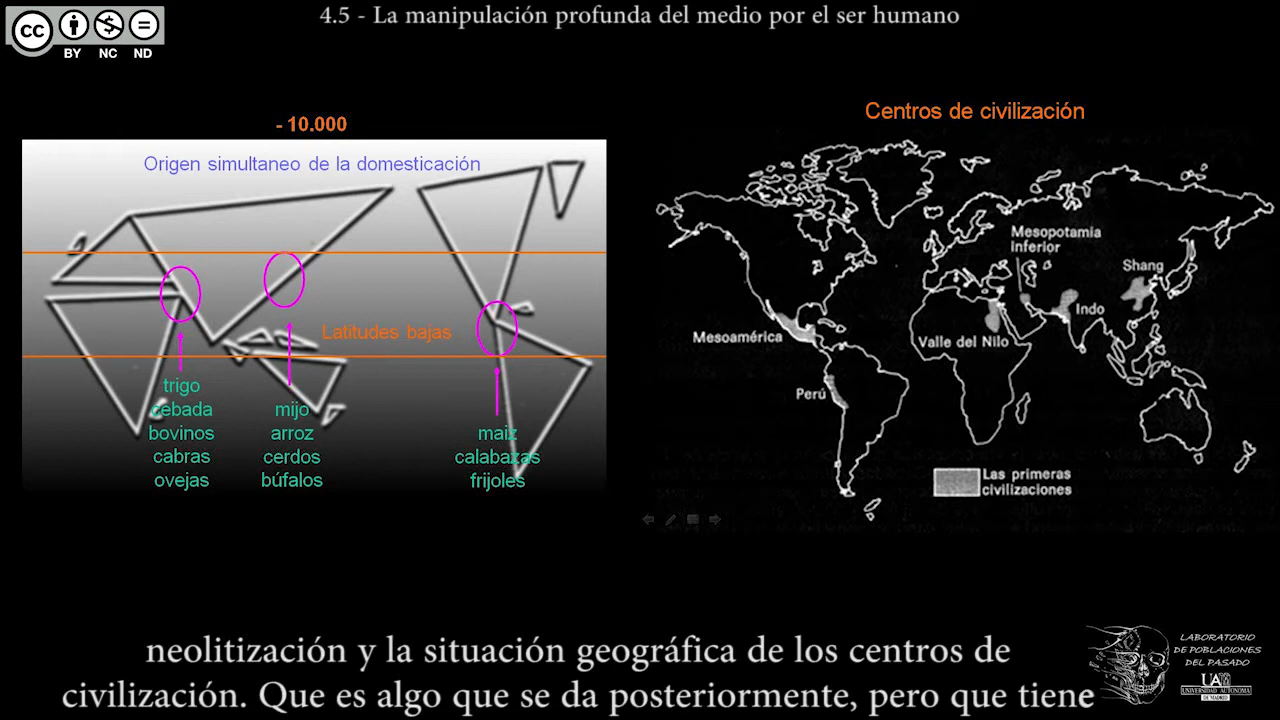 4.5 - La manipulación profunda del medio por el ser humano
CC
BY NC ND
- 10.000
Origen simultaneo de la domesticación
Latitudes bajas
trigo
cebada
bovinos
cabras
ovejas
mijo
arroz
cerdos
búfalos
maiz
calabazas
frijoles
Centros de civilización
Mesopotamia
Inferior
Shang
Indo
Mesoamérica
Valle del Nilo
Perú
Las primeras
civilizaciones
neolitización y la situación geográfica de los centros de
civilización. Que es algo que se da posteriormente, pero que tiene
LABORATORIO
DE POBLACIONES
DEL PASADO
UA
UNIVERSIDAD AUTONOMA
DE MADRID